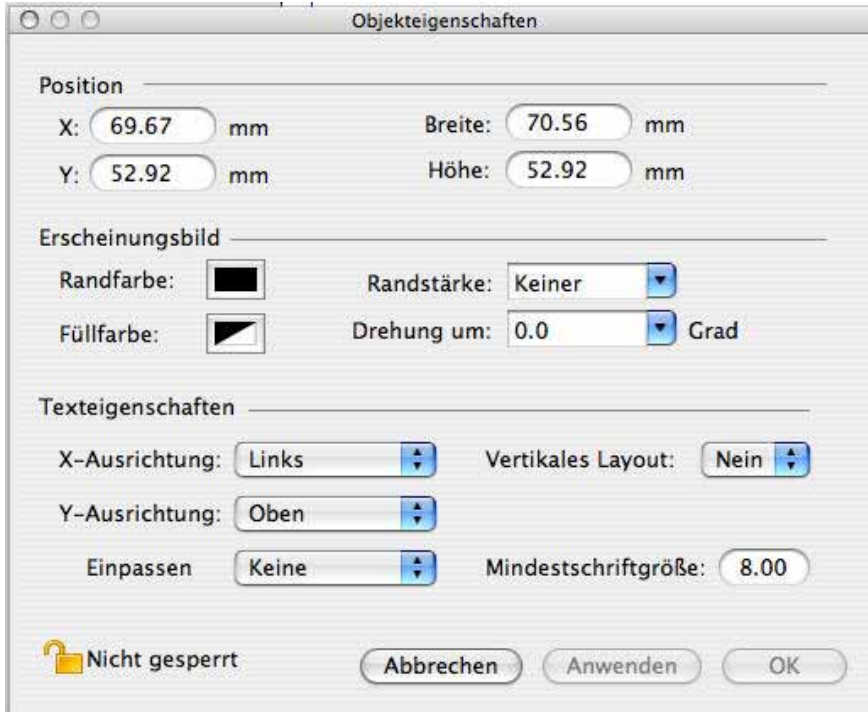 Objekteigenschaften
Position
X: 69.67 mm Breite: 70.56 mm
Y: 52.92 mm Höhe: 52.92 mm
Erscheinungsbild
Randfarbe: Randstärke: Keiner
Füllfarbe: Drehung um: 0.0 Grad
Texteigenschaften
X-Ausrichtung: Links Vertikales Layout: Nein
Y-Ausrichtung: Oben
Einpassen Keine Mindestschriftgröße: 8.00
Nicht gesperrt Abbrechen Anwenden OK